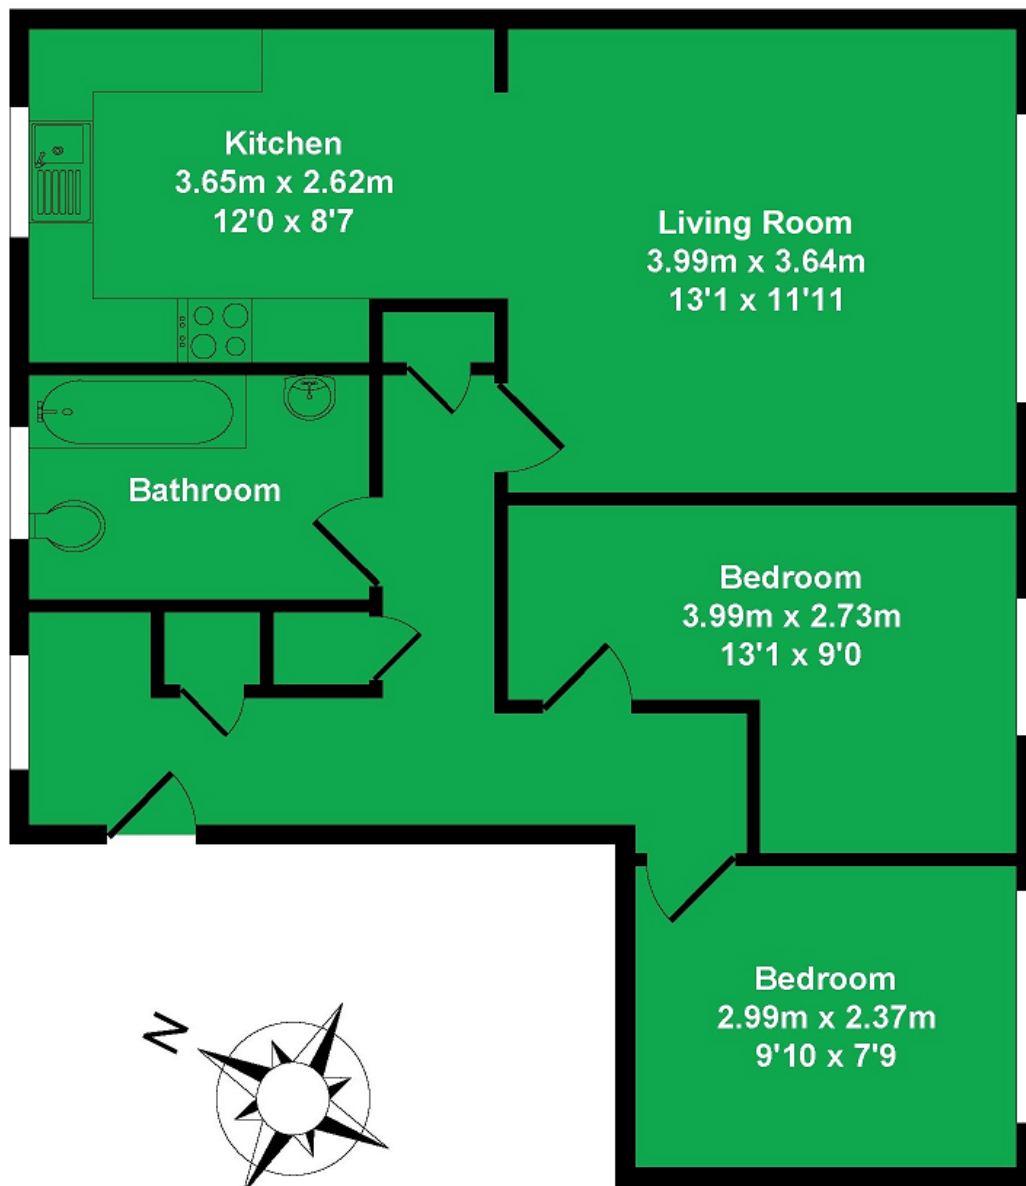 Kitchen
3.65m x 2.62m
12'0 x 8'7
Living Room
3.99m x 3.64m
13'1 x 11'11
Bathroom
Bedroom
3.99m x 2.73m
13'1 x 9'0
Bedroom
2.99m x 2.37m
9'10 x 7'9
N